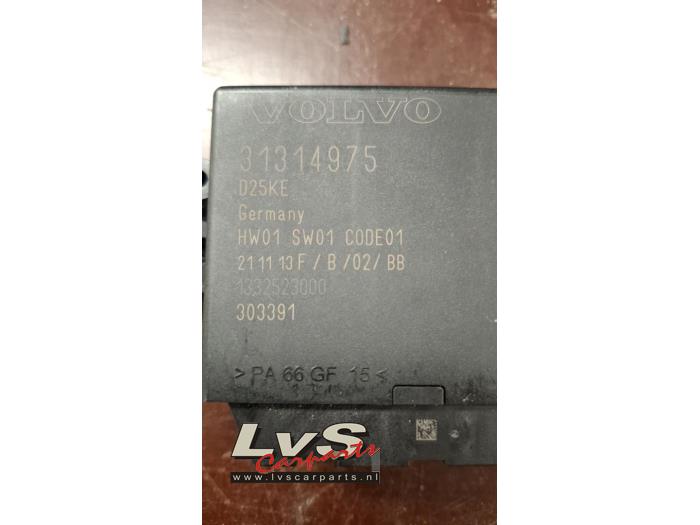 VOLVO
31314975
D25KE
Germany
HW01 SW01 CODE01
21 11 13 F / B / 02 / BB
1332523000
303391
> PA 66 GF 15 <
LvS
Carparts
www.lvscarparts.nl